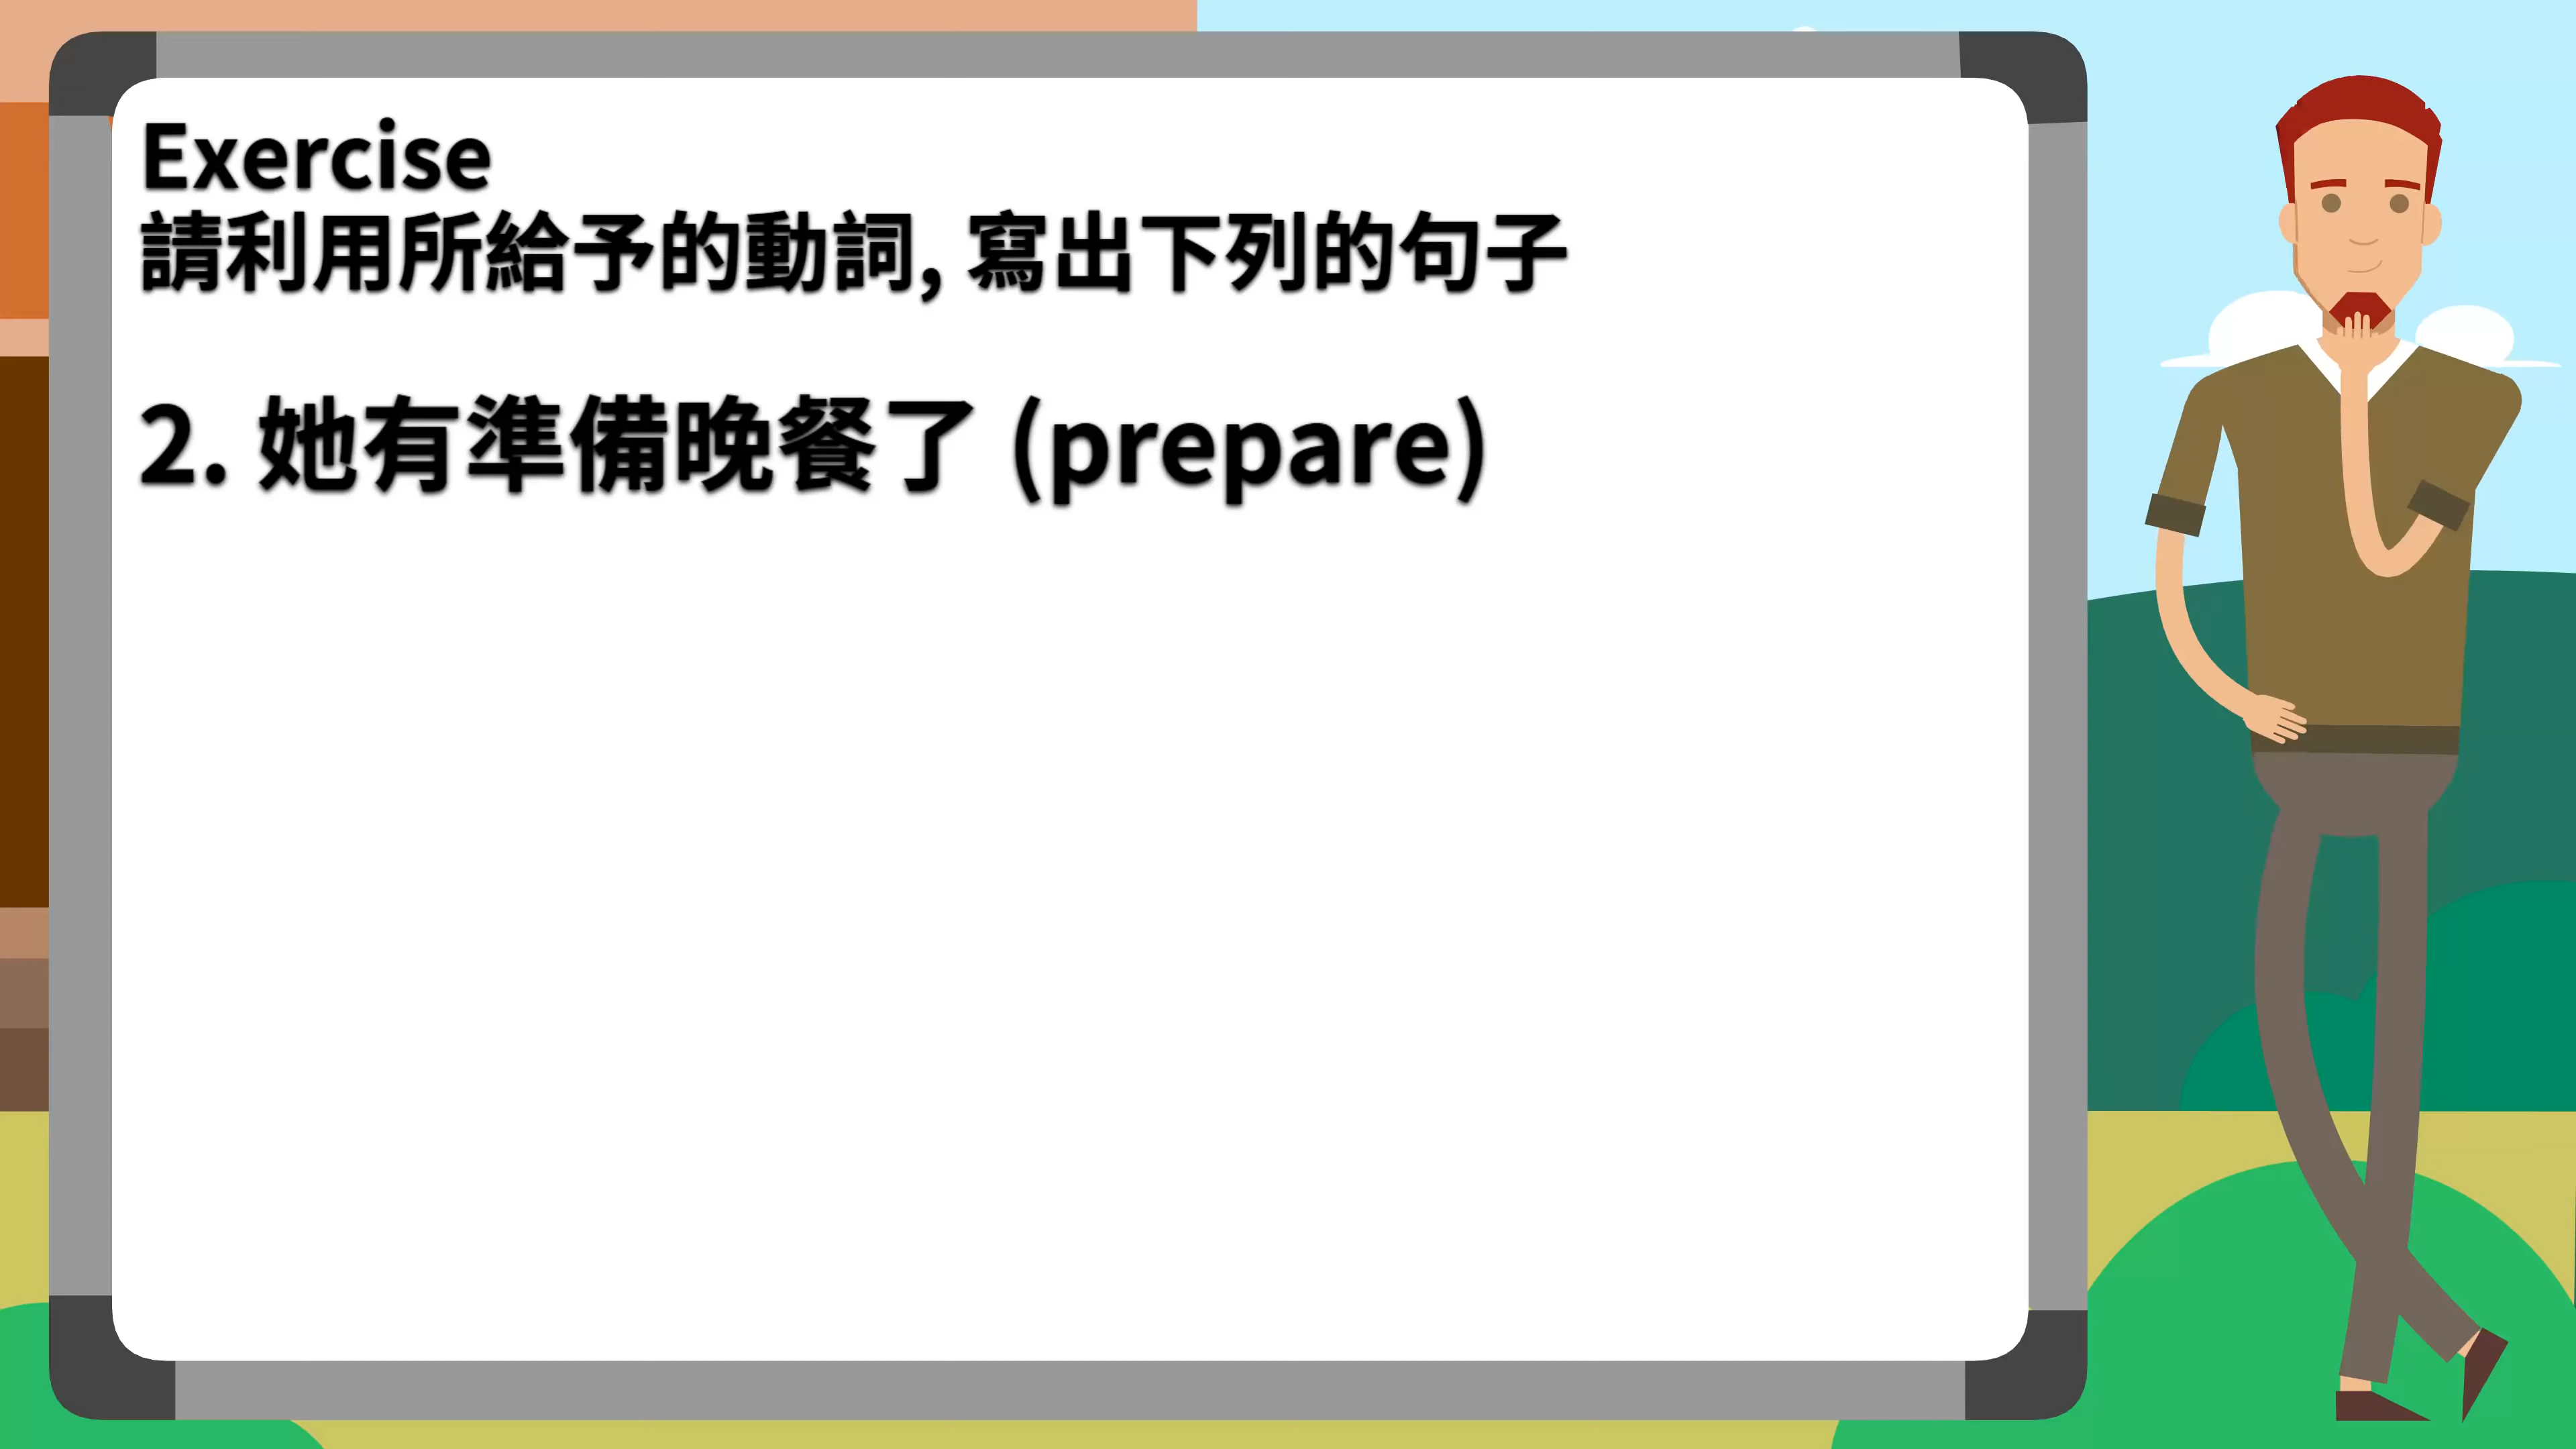 Exercise
請利用所給予的動詞, 寫出下列的句子
2. 她有準備晚餐了 (prepare)